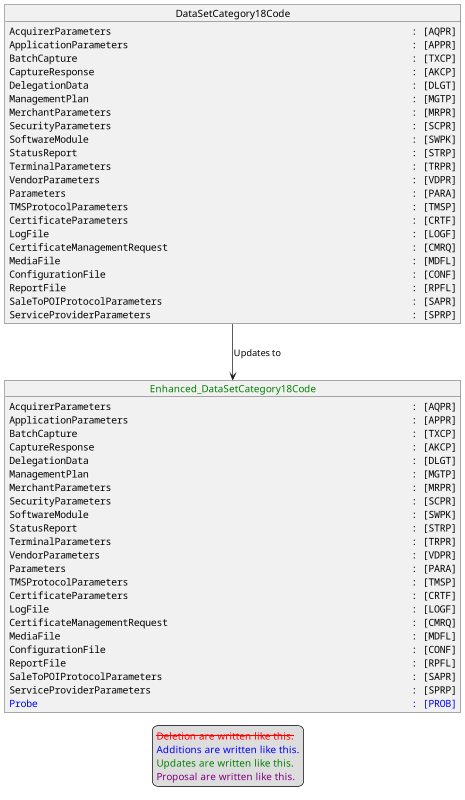 DataSetCategory18Code
AcquirerParameters : [AQPR]
ApplicationParameters : [APPR]
BatchCapture : [TXCP]
CaptureResponse : [AKCP]
DelegationData : [DLGT]
ManagementPlan : [MGTP]
MerchantParameters : [MRPR]
SecurityParameters : [SCPR]
SoftwareModule : [SWPK]
StatusReport : [STRP]
TerminalParameters : [TRPR]
VendorParameters : [VDPR]
Parameters : [PARA]
TMSProtocolParameters : [TMSP]
CertificateParameters : [CRTF]
LogFile : [LOGF]
CertificateManagementRequest : [CMRQ]
MediaFile : [MDFL]
ConfigurationFile : [CONF]
ReportFile : [RPFL]
SaleToPOIProtocolParameters : [SAPR]
ServiceProviderParameters : [SPRP]
Updates to
Enhanced_DataSetCategory18Code
AcquirerParameters : [AQPR]
ApplicationParameters : [APPR]
BatchCapture : [TXCP]
CaptureResponse : [AKCP]
DelegationData : [DLGT]
ManagementPlan : [MGTP]
MerchantParameters : [MRPR]
SecurityParameters : [SCPR]
SoftwareModule : [SWPK]
StatusReport : [STRP]
TerminalParameters : [TRPR]
VendorParameters : [VDPR]
Parameters : [PARA]
TMSProtocolParameters : [TMSP]
CertificateParameters : [CRTF]
LogFile : [LOGF]
CertificateManagementRequest : [CMRQ]
MediaFile : [MDFL]
ConfigurationFile : [CONF]
ReportFile : [RPFL]
SaleToPOIProtocolParameters : [SAPR]
ServiceProviderParameters : [SPRP]
Probe : [PROB]
Deletion are written like this.
Additions are written like this.
Updates are written like this.
Proposal are written like this.